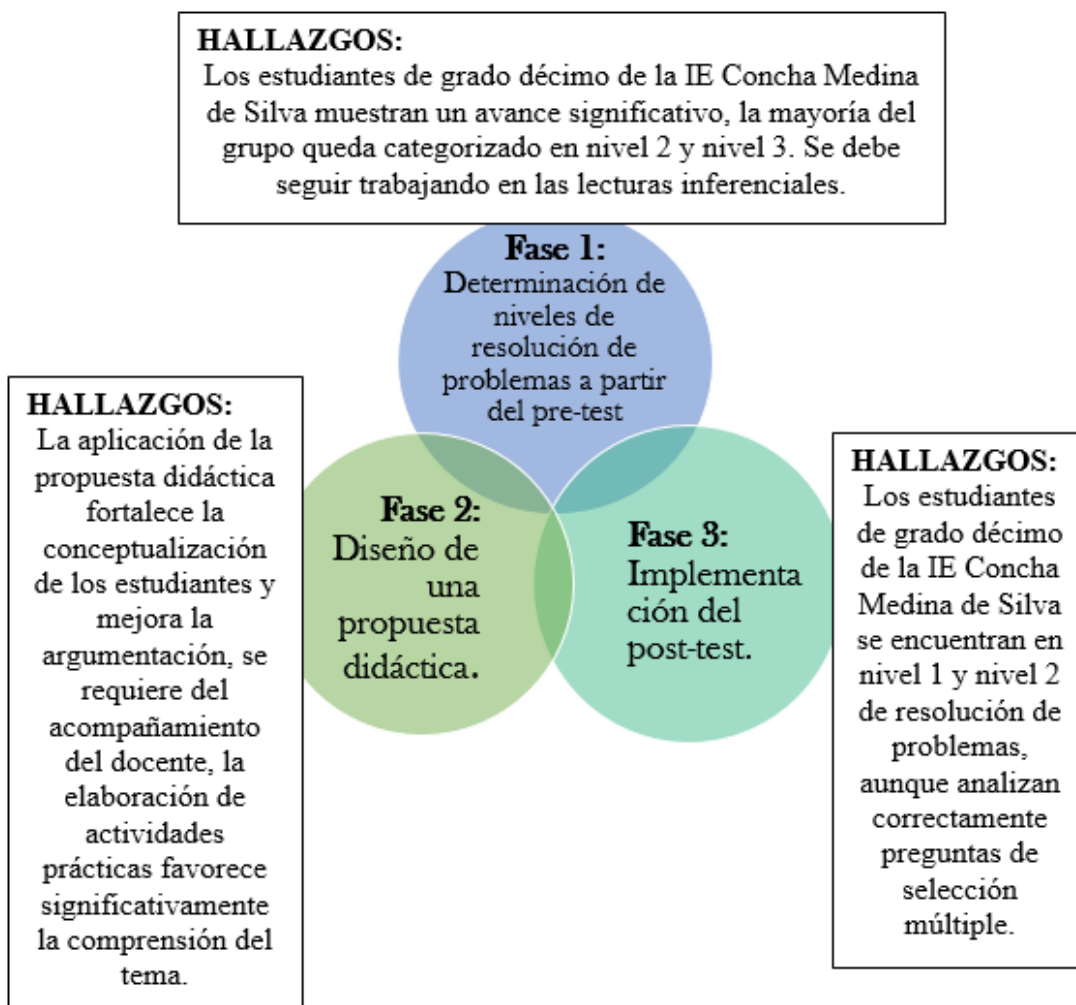 HALLAZGOS:
Los estudiantes de grado décimo de la IE Concha Medina
de Silva muestran un avance significativo, la mayoría del
grupo queda categorizado en nivel 2 y nivel 3. Se debe
seguir trabajando en las lecturas inferenciales.
Fase 1:
Determinación de
niveles de
resolución de
problemas a partir
del pre-test
HALLAZGOS:
La aplicación de la
propuesta didáctica
fortalece la
conceptualización
de los estudiantes y
mejora la
argumentación, se
requiere del
acompañamiento
del docente, la
elaboración de
actividades
prácticas favorece
significativamente
la comprensión del
tema.
Fase 2:
Diseño de
una
propuesta
didáctica.
Fase 3:
Implementa
ción del
post-test.
HALLAZGOS:
Los estudiantes
de grado décimo
de la IE Concha
Medina de Silva
se encuentran en
nivel 1 y nivel 2
de resolución de
problemas,
aunque analizan
correctamente
preguntas de
selección
múltiple.